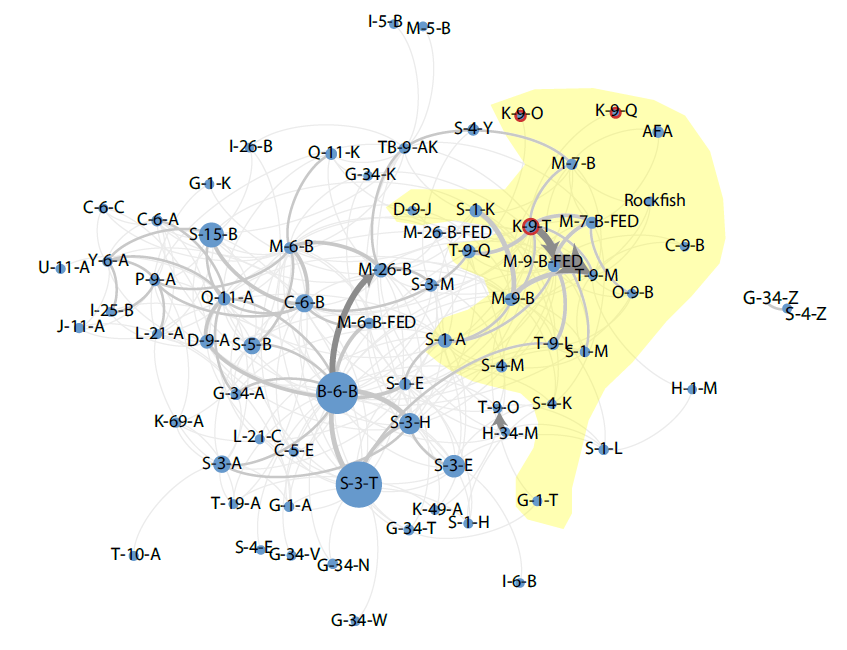 I-5-B
M-5-B
K-9-O
K-9-Q
S-4-Y
AFA
I-26-B
Q-11-K
TB-9-AK
M-7-B
G-34-K
G-1-K
Rockfish
C-6-C
C-6-A
D-9-J
S-1-K
K-9-T
M-7-B-FED
S-15-B
M-26-B-FED
M-6-B
T-9-Q
C-9-B
U-11-A
Y-6-A
M-26-B
M-9-B-FED
T-9-M
P-9-A
S-3-M
Q-11-A
C-6-B
M-9-B
O-9-B
G-34-Z
S-4-Z
I-25-B
J-11-A
L-21-A
M-6-B-FED
D-9-A
S-5-B
S-1-A
T-9-L
S-1-M
S-4-M
G-34-A
B-6-B
S-1-E
H-1-M
T-9-O
S-4-K
K-69-A
S-3-H
H-34-M
L-21-C
C-5-E
S-1-L
S-3-A
S-3-E
S-3-T
T-19-A
G-1-A
G-1-T
K-49-A
G-34-T
S-1-H
T-10-A
S-4-E
G-34-V
G-34-N
I-6-B
G-34-W